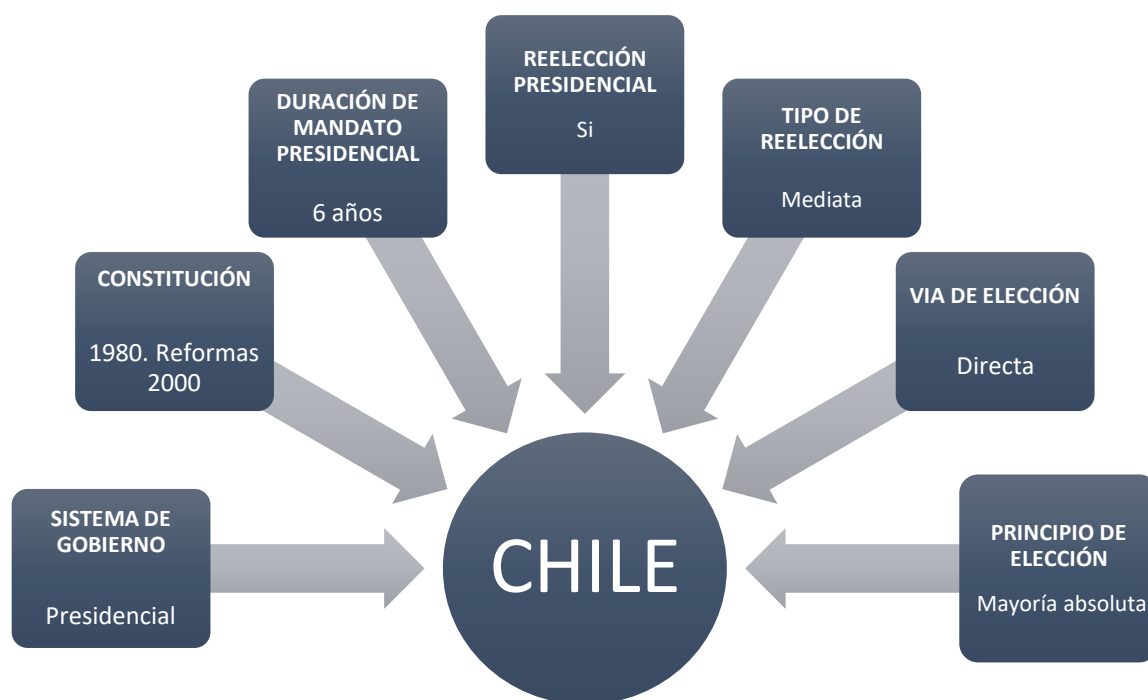 SISTEMA DE
GOBIERNO
Presidencial
CONSTITUCIÓN
1980. Reformas
2000
DURACIÓN DE
MANDATO
PRESIDENCIAL
6 años
REELECCIÓN
PRESIDENCIAL
Si
TIPO DE
REELECCIÓN
Mediata
VIA DE ELECCIÓN
Directa
PRINCIPIO DE
ELECCIÓN
Mayoría absoluta
CHILE